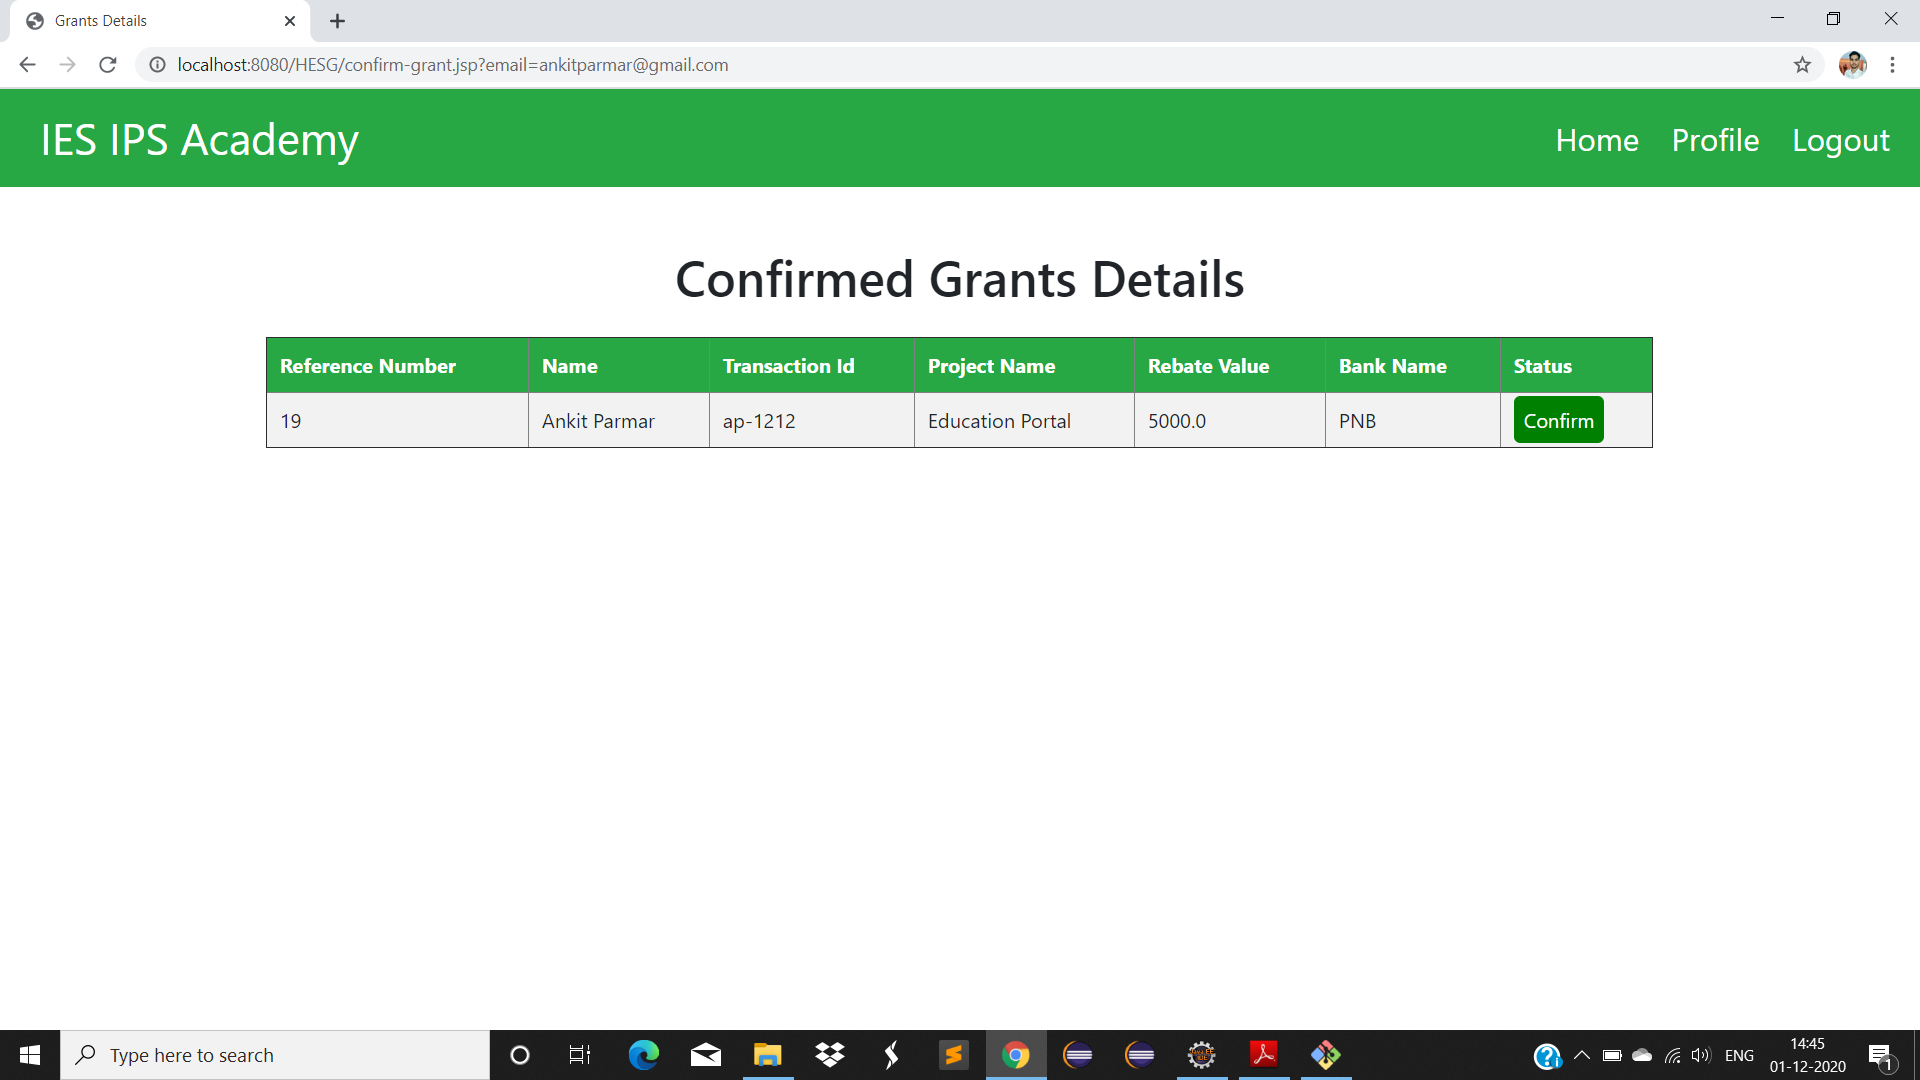 Grants Details
localhost:8080/HESG/confirm-grant.jsp?email=ankitparmar@gmail.com
IES IPS Academy
Home Profile Logout
Confirmed Grants Details
Reference Number Name Transaction Id Project Name Rebate Value Bank Name Status
19 Ankit Parmar ap-1212 Education Portal 5000.0 PNB Confirm
Type here to search
ENG
14:45
01-12-2020
1